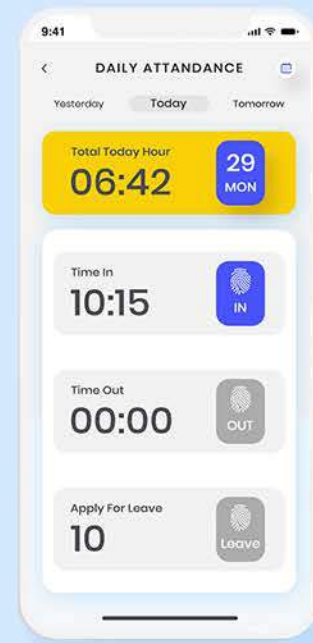 9:41
DAILY ATTANDANCE
Yesterday Today Tomorrow
Total Today Hour
06:42
29
MON
Time In
10:15
IN
Time Out
00:00
OUT
Apply For Leave
10
Leave